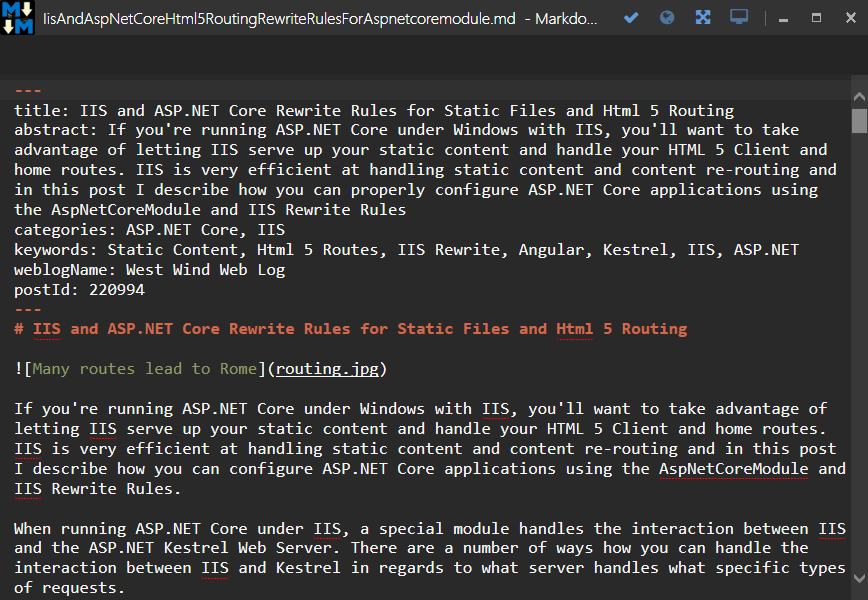 IisAndAspNetCoreHtml5RoutingRewriteRulesForAspnetcoremodule.md - Markdo...
---
title: IIS and ASP.NET Core Rewrite Rules for Static Files and Html 5 Routing
abstract: If you're running ASP.NET Core under Windows with IIS, you'll want to take
advantage of letting IIS serve up your static content and handle your HTML 5 Client and
home routes. IIS is very efficient at handling static content and content re-routing and
in this post I describe how you can properly configure ASP.NET Core applications using
the AspNetCoreModule and IIS Rewrite Rules
categories: ASP.NET Core, IIS
keywords: Static Content, Html 5 Routes, IIS Rewrite, Angular, Kestrel, IIS, ASP.NET
weblogName: West Wind Web Log
postId: 220994
---
# IIS and ASP.NET Core Rewrite Rules for Static Files and Html 5 Routing
![Many routes lead to Rome](routing.jpg)
If you're running ASP.NET Core under Windows with IIS, you'll want to take advantage of
letting IIS serve up your static content and handle your HTML 5 Client and home routes.
IIS is very efficient at handling static content and content re-routing and in this post
I describe how you can configure ASP.NET Core applications using the AspNetCoreModule and
IIS Rewrite Rules.
When running ASP.NET Core under IIS, a special module handles the interaction between IIS
and the ASP.NET Kestrel Web Server. There are a number of ways how you can handle the
interaction between IIS and Kestrel in regards to what server handles what specific types
of requests.